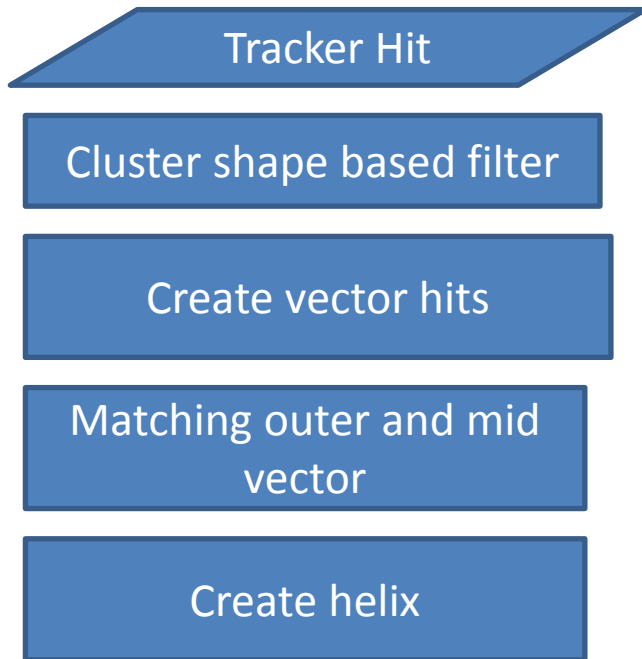 Tracker Hit
Cluster shape based filter
Create vector hits
Matching outer and mid
vector
Create helix